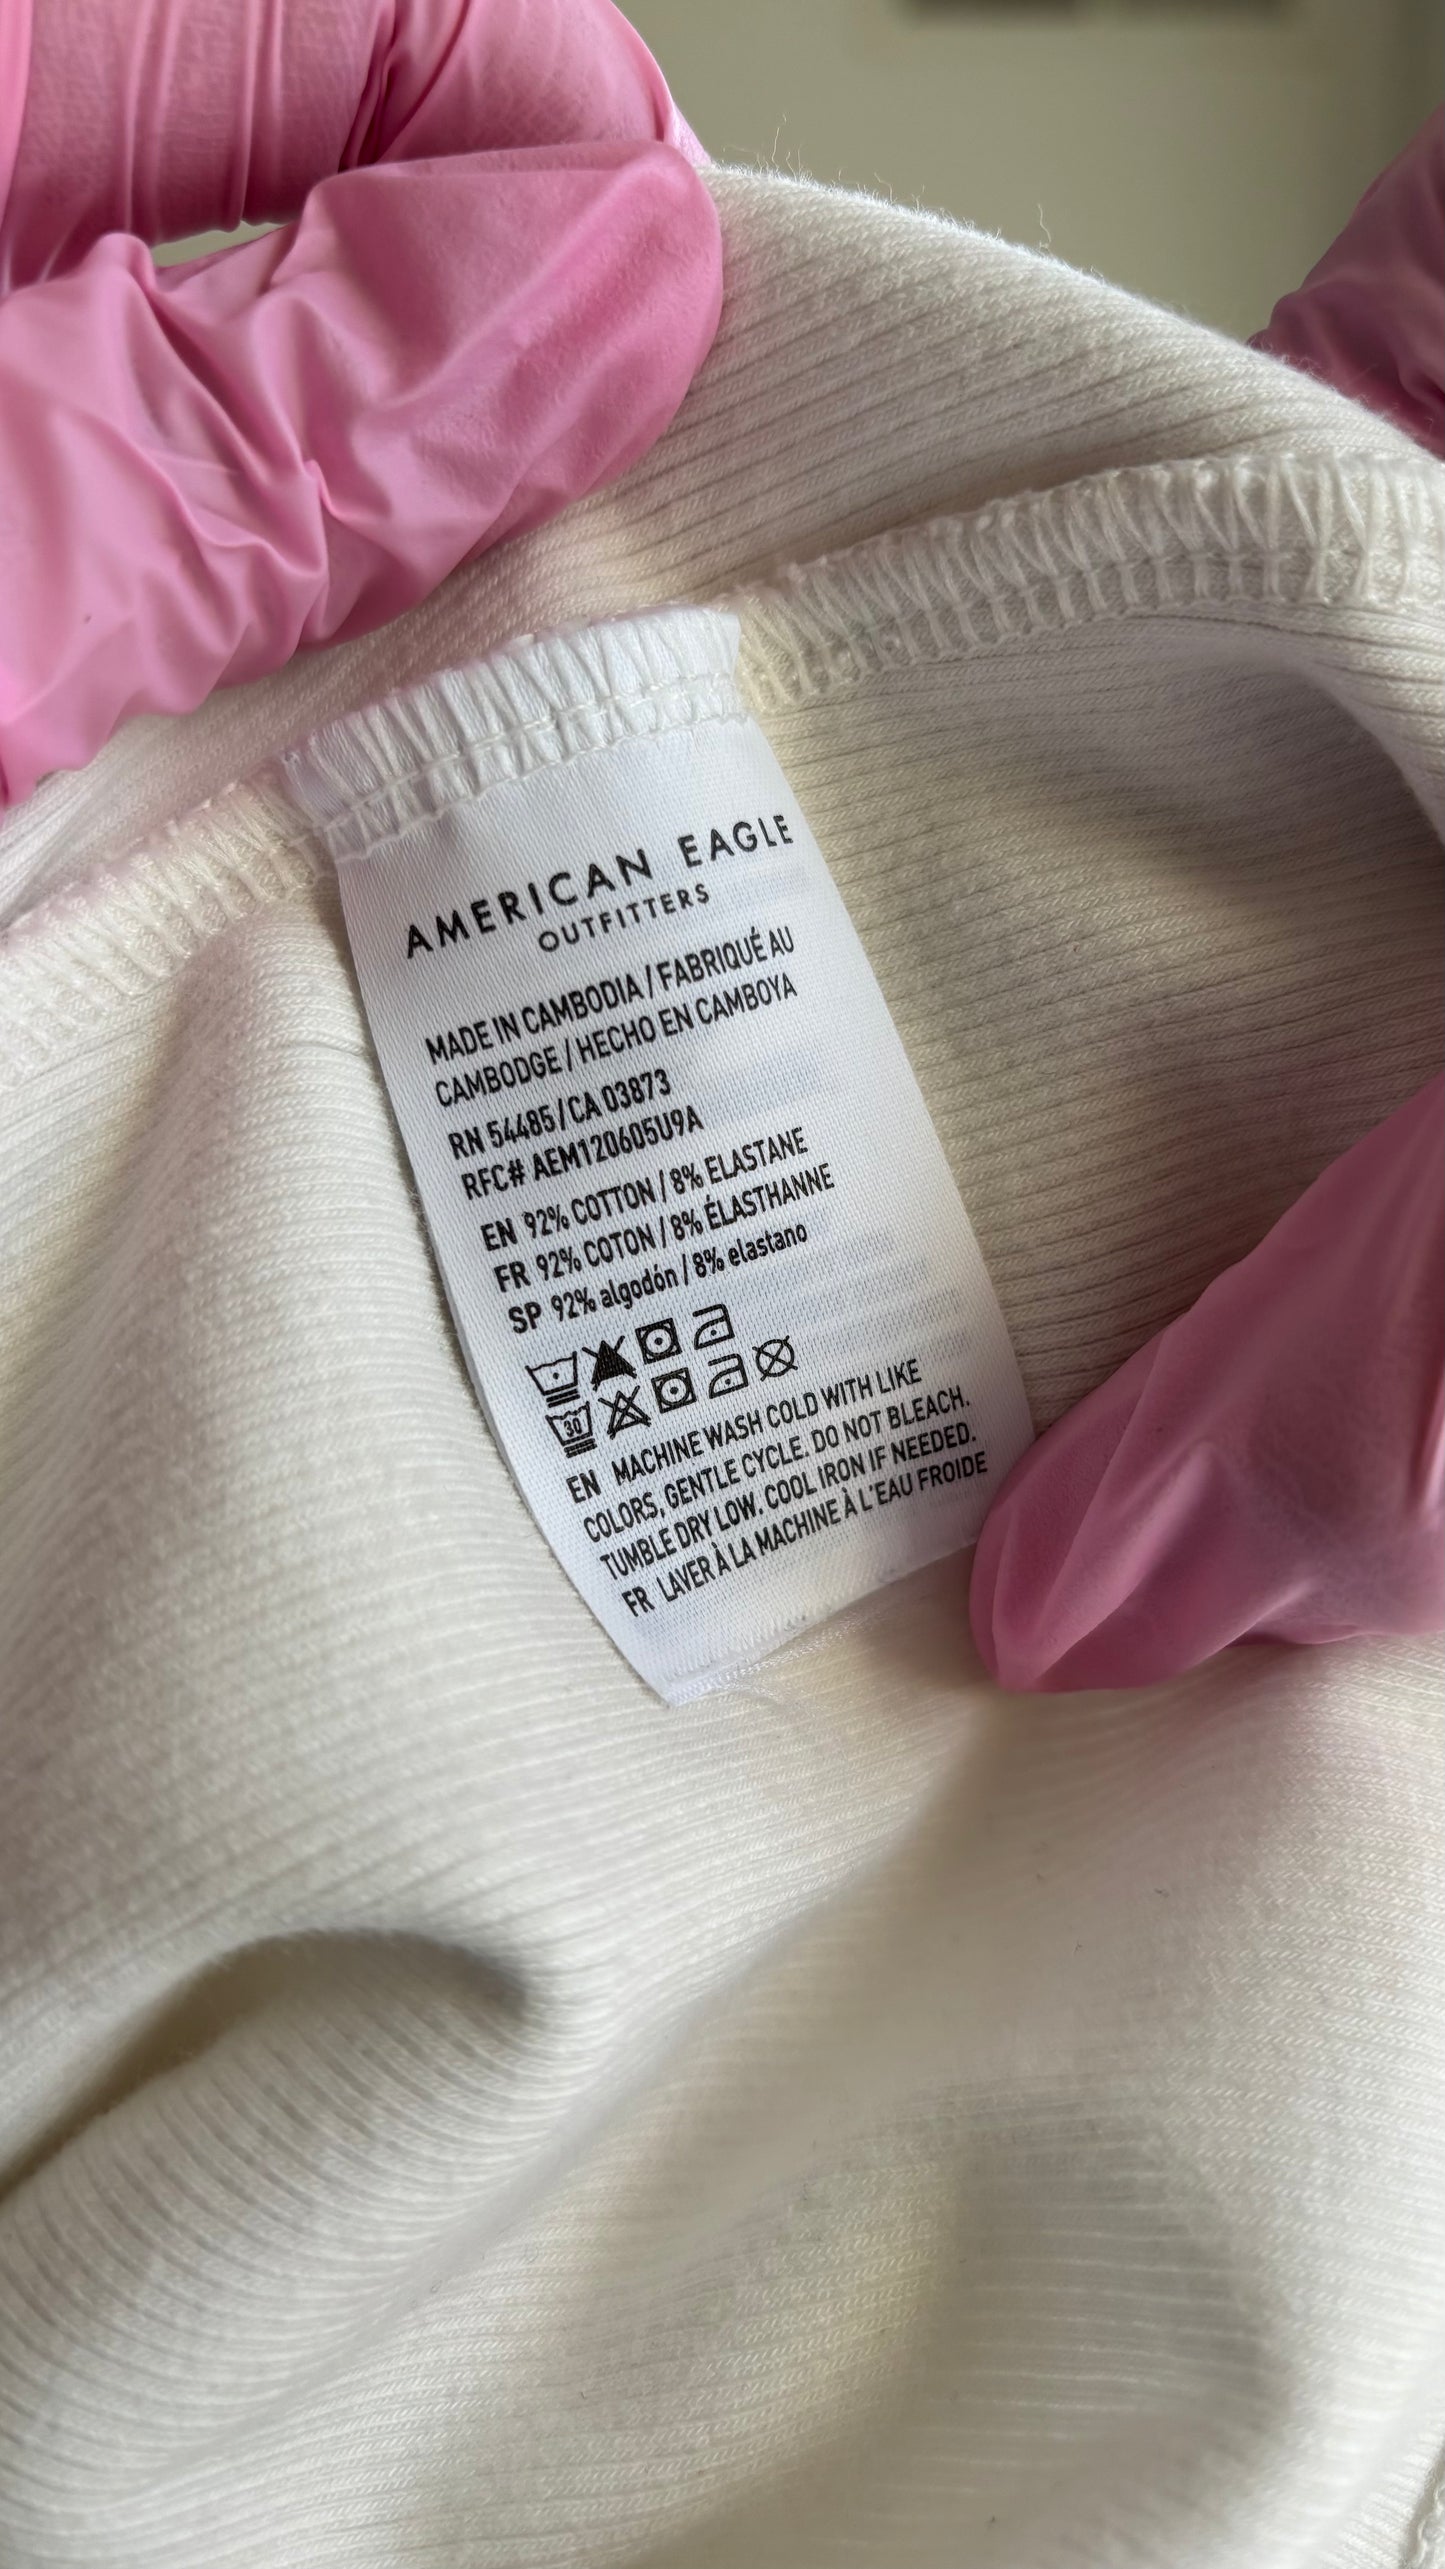 AMERICAN EAGLE
OUTFITTERS
MADE IN CAMBODIA / FABRIQUÉ AU
CAMBODGE / HECHO EN CAMBOYA
RN 54485 / CA 03873
RFC# AEM120605U9A
EN 92% COTTON / 8% ELASTANE
FR 92% COTON / 8% ÉLASTHANNE
SP 92% algodón / 8% elastano
30
EN MACHINE WASH COLD WITH LIKE
COLORS, GENTLE CYCLE. DO NOT BLEACH.
TUMBLE DRY LOW. COOL IRON IF NEEDED.
FR LAVER À LA MACHINE À L'EAU FROIDE